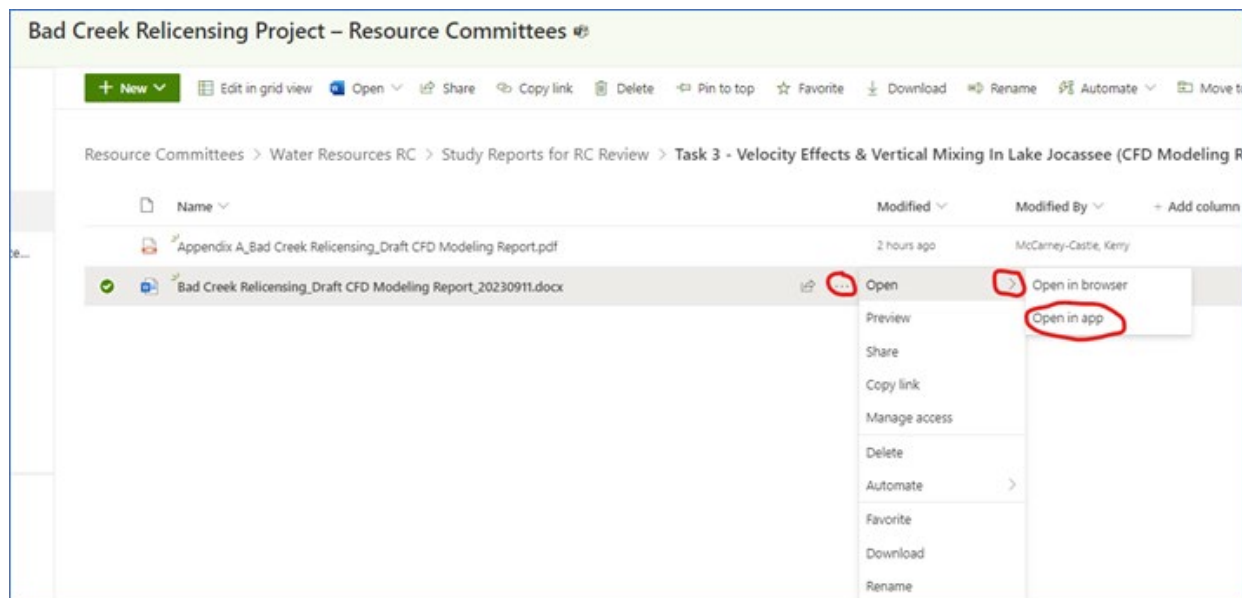 Bad Creek Relicensing Project – Resource Committees
+ New Edit in grid view Open Share Copy link Delete Pin to top Favorite Download Rename Automate Move
Resource Committees > Water Resources RC > Study Reports for RC Review > Task 3 - Velocity Effects & Vertical Mixing In Lake Jocassee (CFD Modeling R
Name Modified Modified By + Add column
Appendix A_Bad Creek Relicensing_Draft CFD Modeling Report.pdf 2 hours ago McCarney-Castle, Kerry
Bad Creek Relicensing_Draft CFD Modeling Report_20230911.docx ... Open > Open in browser
Preview Open in app
Share
Copy link
Manage access
Delete
Automate >
Favorite
Download
Rename